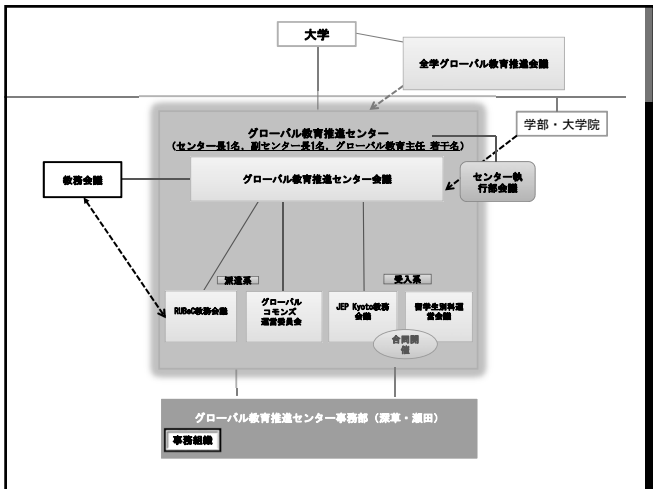 大学
全学グローバル教育推進会議
学部・大学院
グローバル教育推進センター
（センター長1名，副センター長1名，グローバル教育主任 若干名）
教務会議
グローバル教育推進センター会議
センター執
行部会議
派遣系
受入系
RUBeC教務会議
グローバル
コモンズ
運営委員会
JEP Kyoto教務
会議
留学生別科運
営会議
合同開
催
グローバル教育推進センター事務部（深草・瀬田）
事務組織